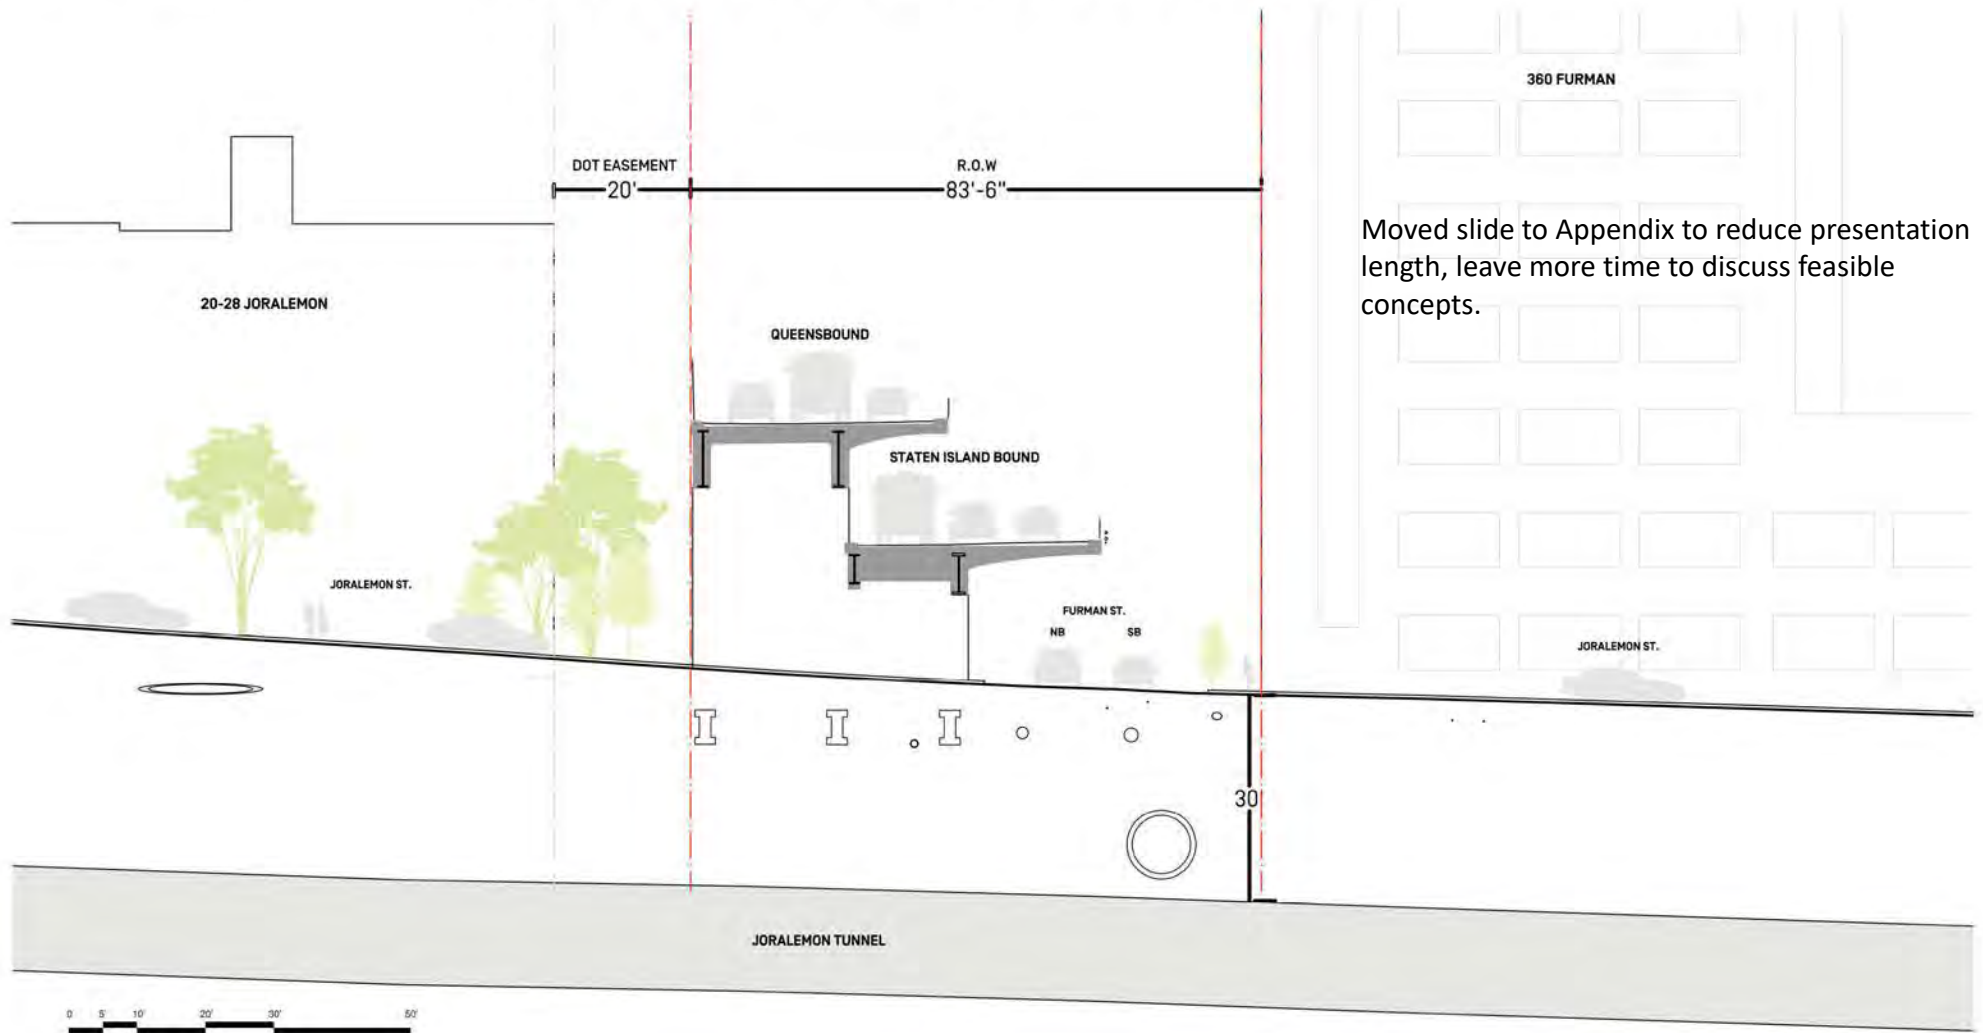 360 FURMAN
DOT EASEMENT
20'
R.O.W
83'-6"
Moved slide to Appendix to reduce presentation
length, leave more time to discuss feasible
concepts.
20-28 JORALEMON
QUEENSBOUND
STATEN ISLAND BOUND
JORALEMON ST.
FURMAN ST.
NB SB
JORALEMON ST.
30
JORALEMON TUNNEL
0 5' 10' 20' 30' 50'